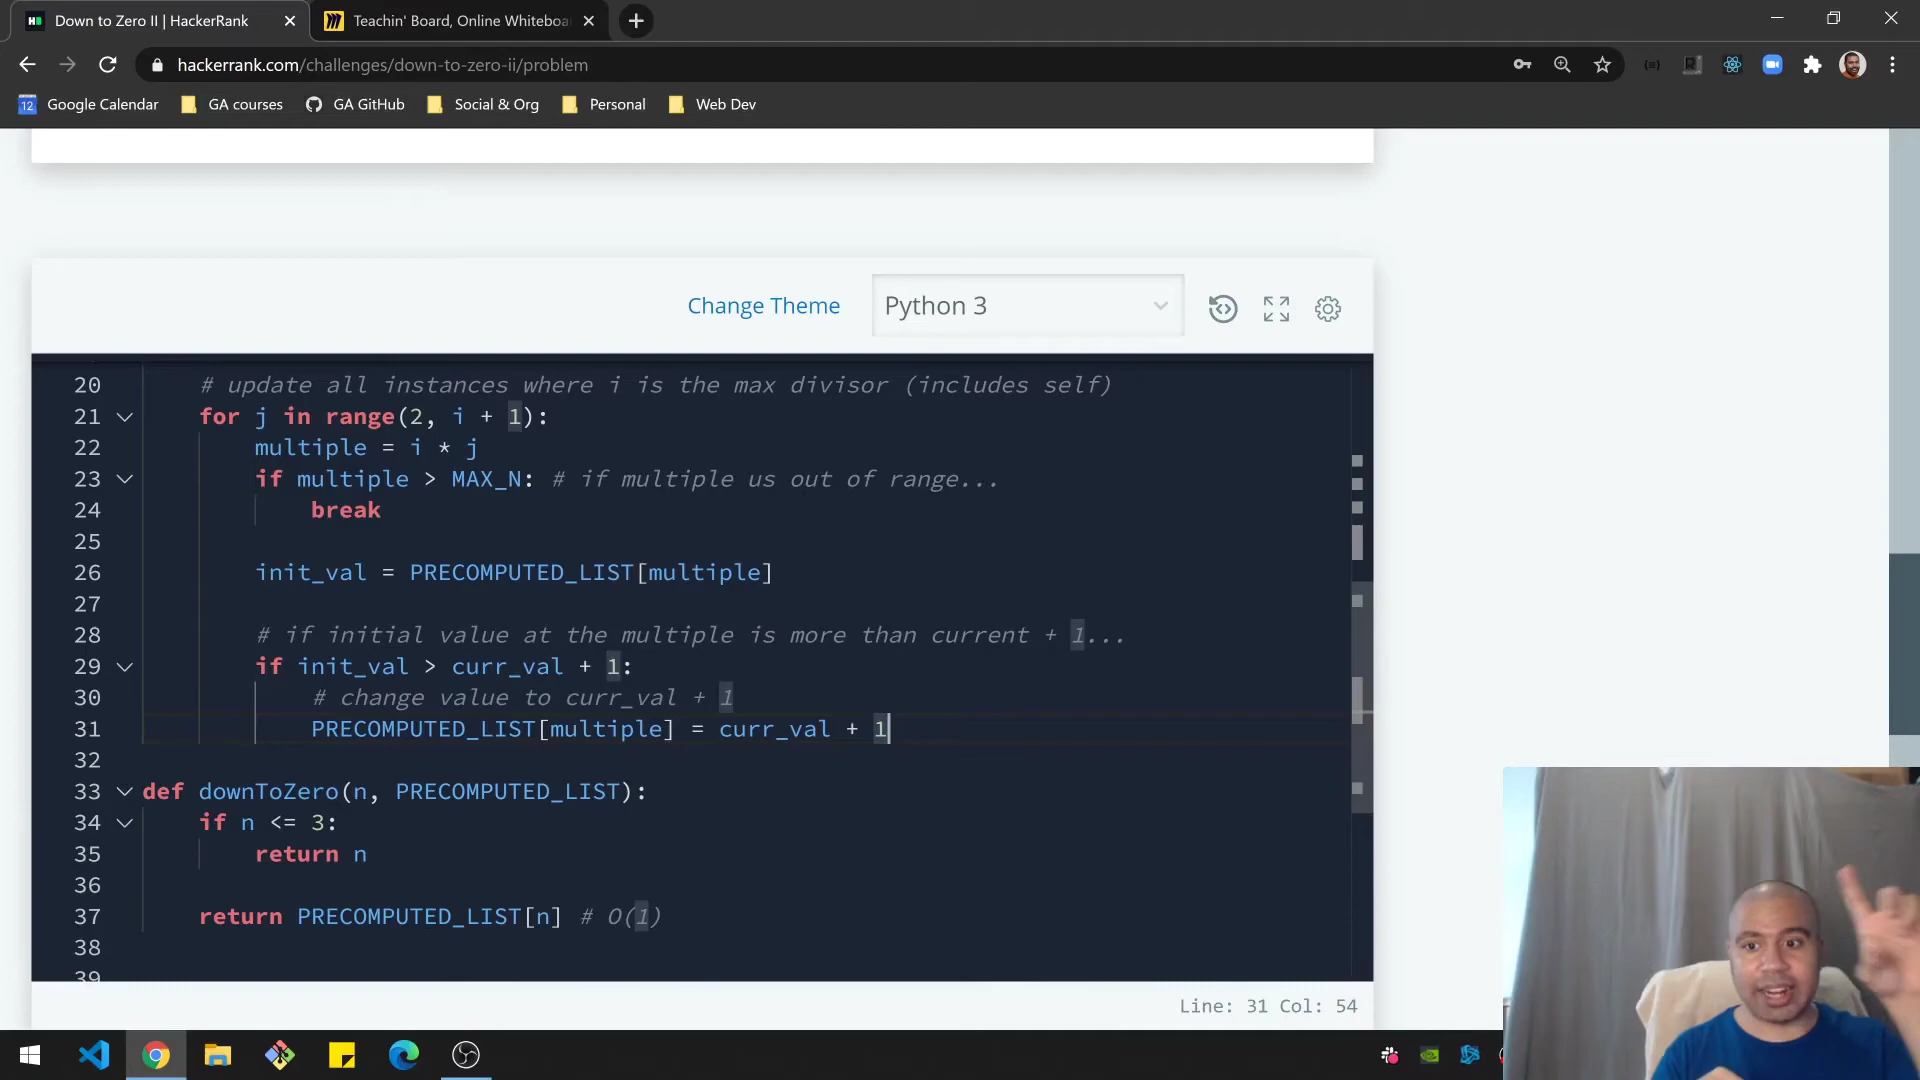 Down to Zero II | HackerRank
Teachin' Board, Online Whiteboa
hackerrank.com/challenges/down-to-zero-ii/problem
12 Google Calendar
GA courses
GA GitHub
Social & Org
Personal
Web Dev
Change Theme
Python 3
20 # update all instances where i is the max divisor (includes self)
21 for j in range(2, i + 1):
22 multiple = i * j
23 if multiple > MAX_N: # if multiple us out of range...
24 break
25
26 init_val = PRECOMPUTED_LIST[multiple]
27
28 # if initial value at the multiple is more than current + 1...
29 if init_val > curr_val + 1:
30 # change value to curr_val + 1
31 PRECOMPUTED_LIST[multiple] = curr_val + 1
32
33 def downToZero(n, PRECOMPUTED_LIST):
34 if n <= 3:
35 return n
36
37 return PRECOMPUTED_LIST[n] # O(1)
38
39
Line: 31 Col: 54